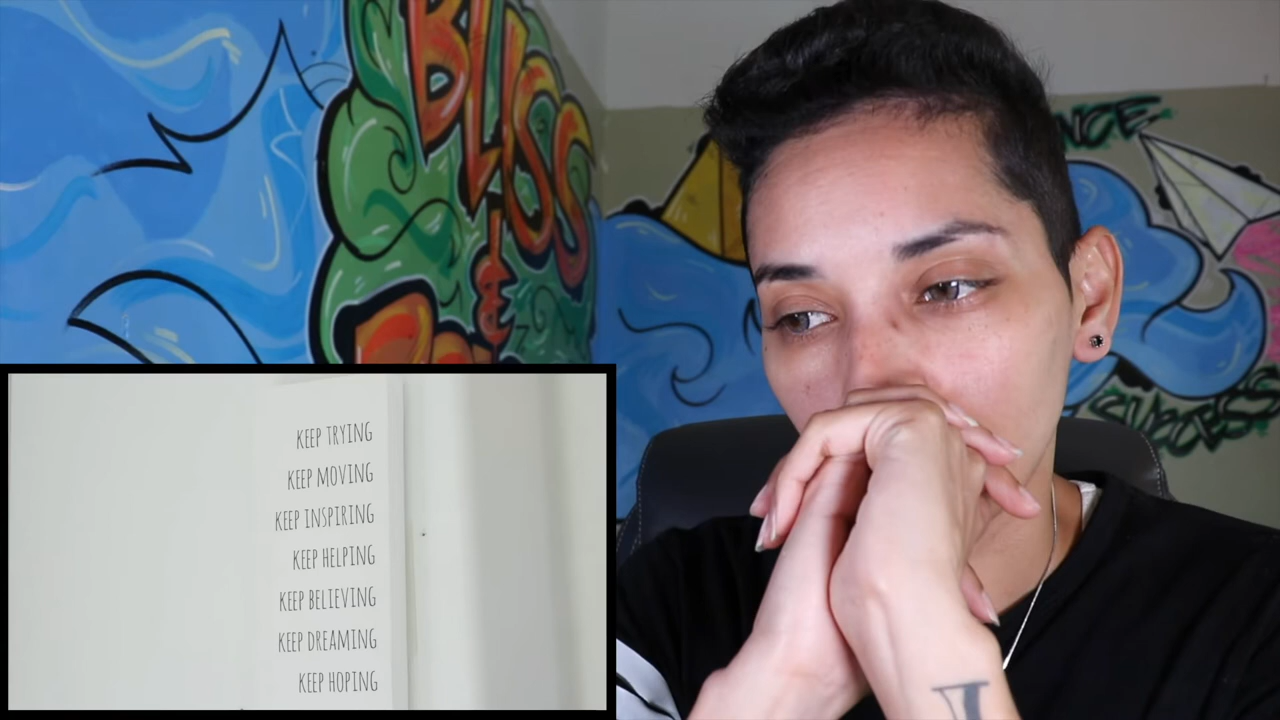 BLISS
KEEP TRYING
KEEP MOVING
KEEP INSPIRING
KEEP HELPING
KEEP BELIEVING
KEEP DREAMING
KEEP HOPING